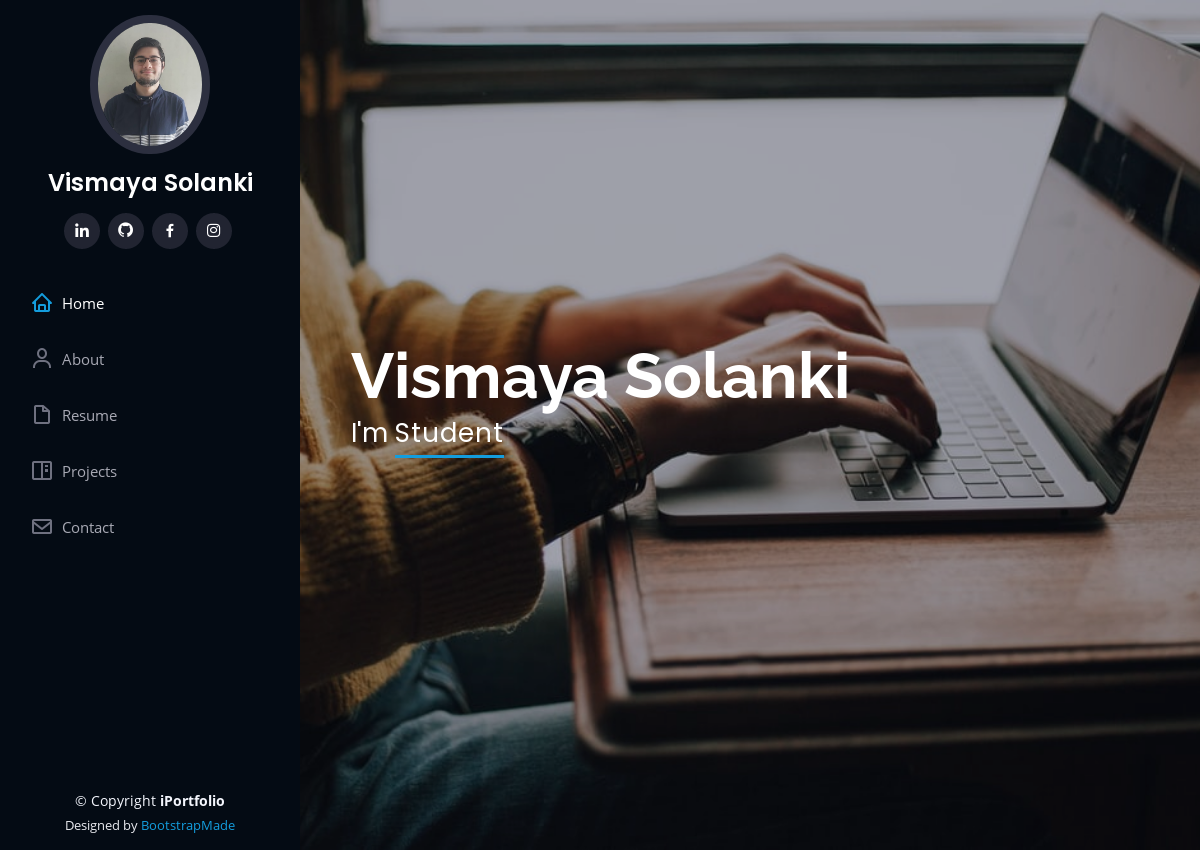 Vismaya Solanki
Home
About
Resume
Projects
Contact
© Copyright iPortfolio
Designed by BootstrapMade
Vismaya Solanki
I'm Student